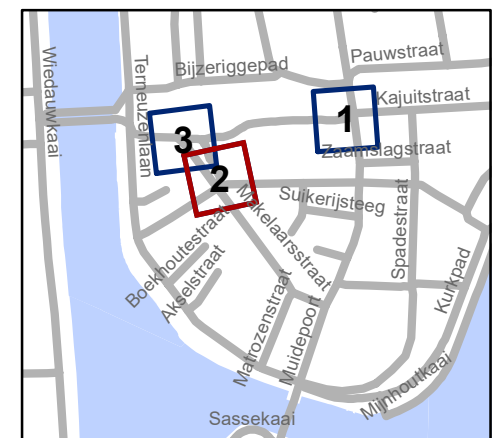 Pauwstraat
Bijzeriggepad
Wiedauwkaai
Terneuzenlaan
Kajuitstraat
1
3
Zaamslagstraat
2
Suikerijsteeg
Makelaarsstraat
Spadestraat
Boekhoutestraat
Akselstraat
Kurkpad
Matrozenstraat
Muidepoort
Mijnhoutkaai
Sassekaai